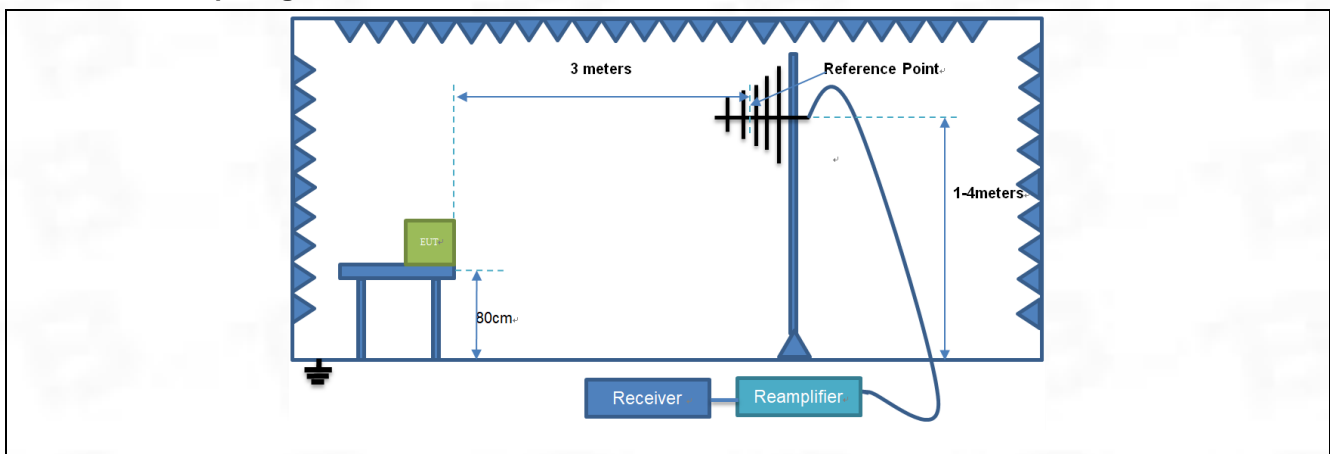 3 meters
Reference Point
1-4meters
EUT
80cm
Receiver
Reamplifier